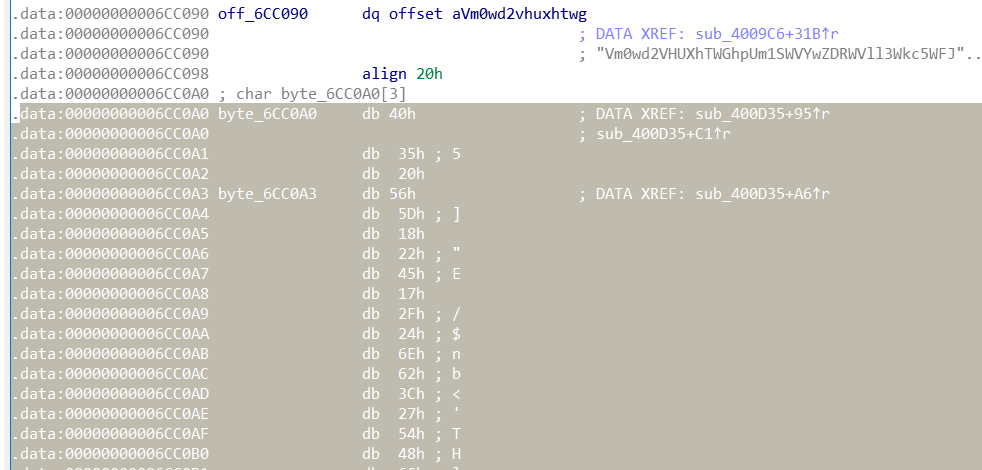 .data:00000000006CC090 off_6CC090 dq offset aVm0wd2vhuxhtwg
.data:00000000006CC090 ; DATA XREF: sub_4009C6+31B↑r
.data:00000000006CC090 ; "Vm0wd2VHUXhTWGhpUm1SWVYwZDRWVll3Wkc5WFJ"..
.data:00000000006CC098 align 20h
.data:00000000006CC0A0 ; char byte_6CC0A0[3]
.data:00000000006CC0A0 byte_6CC0A0 db 40h ; DATA XREF: sub_400D35+95↑r
.data:00000000006CC0A0 ; sub_400D35+C1↑r
.data:00000000006CC0A1 db 35h ; 5
.data:00000000006CC0A2 db 20h
.data:00000000006CC0A3 byte_6CC0A3 db 56h ; DATA XREF: sub_400D35+A6↑r
.data:00000000006CC0A4 db 5Dh ; ]
.data:00000000006CC0A5 db 18h
.data:00000000006CC0A6 db 22h ; "
.data:00000000006CC0A7 db 45h ; E
.data:00000000006CC0A8 db 17h
.data:00000000006CC0A9 db 2Fh ; /
.data:00000000006CC0AA db 24h ; $
.data:00000000006CC0AB db 6Eh ; n
.data:00000000006CC0AC db 62h ; b
.data:00000000006CC0AD db 3Ch ; <
.data:00000000006CC0AE db 27h ; '
.data:00000000006CC0AF db 54h ; T
.data:00000000006CC0B0 db 48h ; H